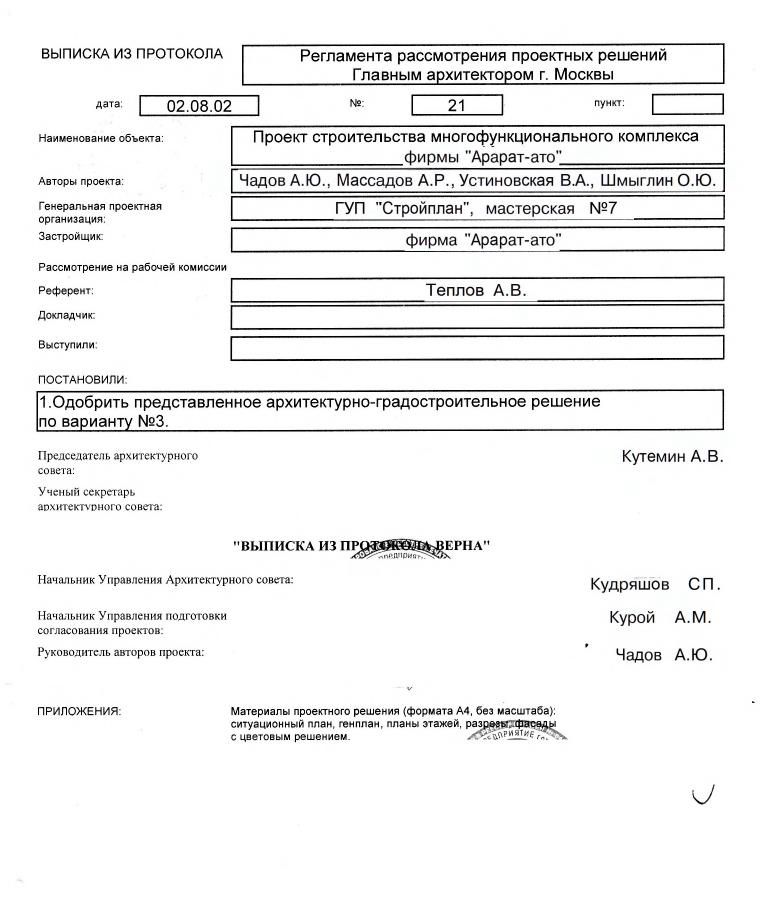 ВЫПИСКА ИЗ ПРОТОКОЛА
Регламента рассмотрения проектных решений
Главным архитектором г. Москвы
дата: 02.08.02 №: 21 пункт:
Наименование объекта: Проект строительства многофункционального комплекса
фирмы "Арарат-ато"
Авторы проекта: Чадов А.Ю., Массадов А.Р., Устиновская В.А., Шмыглин О.Ю.
Генеральная проектная
организация:
ГУП "Стройплан", мастерская №7
Застройщик: фирма "Арарат-ато"
Рассмотрение на рабочей комиссии
Референт: Теплов А.В.
Докладчик:
Выступили:
ПОСТАНОВИЛИ:
1.Одобрить представленное архитектурно-градостроительное решение
по варианту №3.
Председатель архитектурного
совета:
Кутемин А.В.
Ученый секретарь
архитектурного совета:
"ВЫПИСКА ИЗ ПРОТОКОЛА ВЕРНА"
Начальник Управления Архитектурного совета: Кудряшов СП.
Начальник Управления подготовки
согласования проектов:
Курой А.М.
Руководитель авторов проекта: Чадов А.Ю.
ПРИЛОЖЕНИЯ: Материалы проектного решения (формата А4, без масштаба):
ситуационный план, генплан, планы этажей, разрезы, фасады
с цветовым решением.